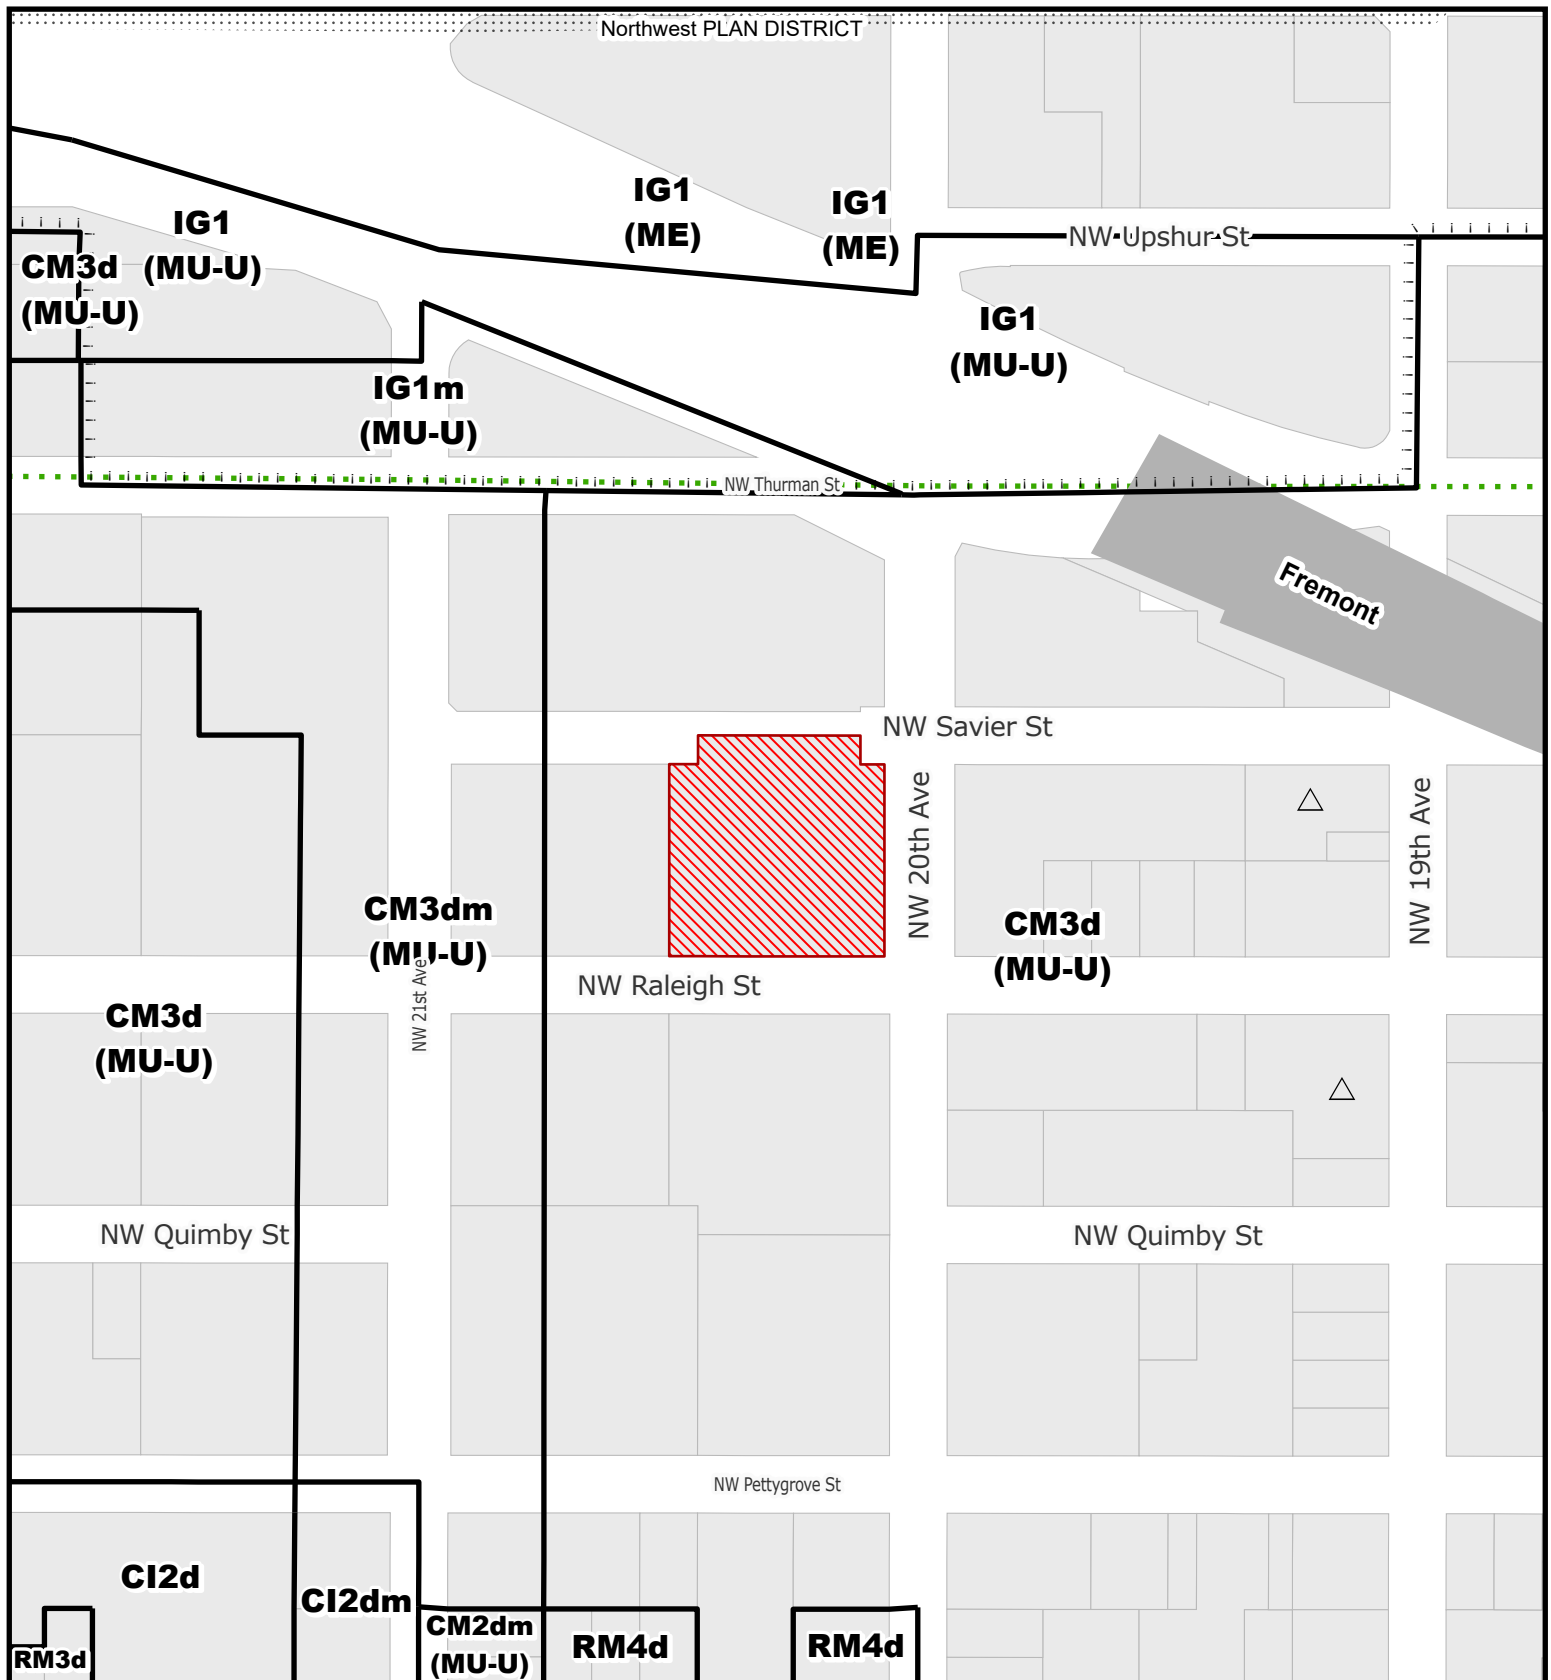 Northwest PLAN DISTRICT
IG1
(ME)
IG1
(ME)
IG1
(MU-U)
NW Upshur St
CM3d
(MU-U)
IG1
(MU-U)
IG1m
(MU-U)
NW Thurman St
Fremont
NW Savier St
NW 20th Ave
NW 19th Ave
CM3dm
(MU-U)
CM3d
(MU-U)
NW 21st Ave
NW Raleigh St
CM3d
(MU-U)
NW Quimby St
NW Quimby St
NW Pettygrove St
CI2d
CI2dm
CM2dm
(MU-U)
RM4d
RM4d
RM3d